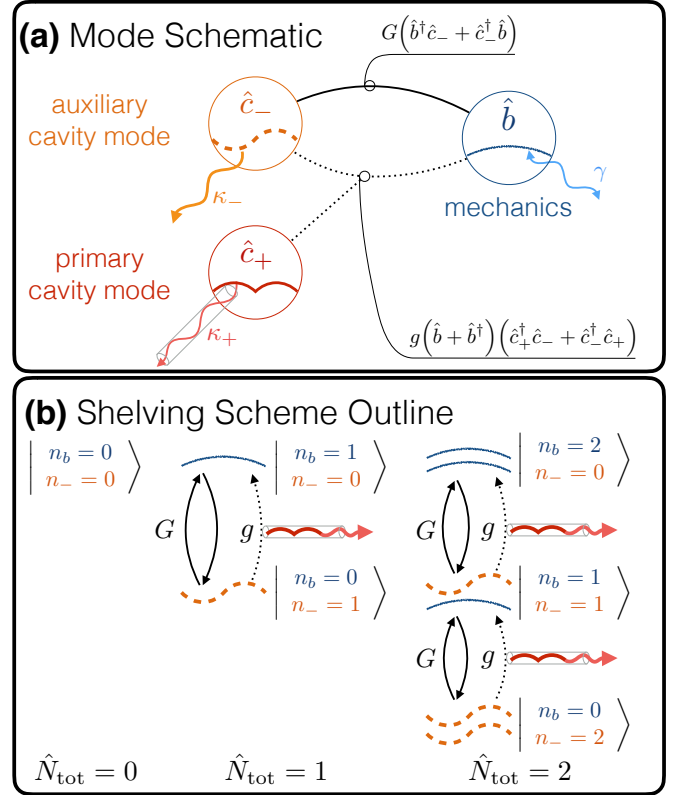 (a) Mode Schematic
G(b̂†ĉ₋ + ĉ₋†b̂)
auxiliary
cavity mode
ĉ₋
b̂
κ₋
γ
mechanics
primary
cavity mode
ĉ₊
κ₊
g(b̂ + b̂†)(ĉ₊†ĉ₋ + ĉ₋†ĉ₊)
(b) Shelving Scheme Outline
| n_b = 0
n₋ = 0 ⟩
| n_b = 1
n₋ = 0 ⟩
| n_b = 2
n₋ = 0 ⟩
G g
G g
| n_b = 0
n₋ = 1 ⟩
| n_b = 1
n₋ = 1 ⟩
G g
| n_b = 0
n₋ = 2 ⟩
N̂_tot = 0
N̂_tot = 1
N̂_tot = 2